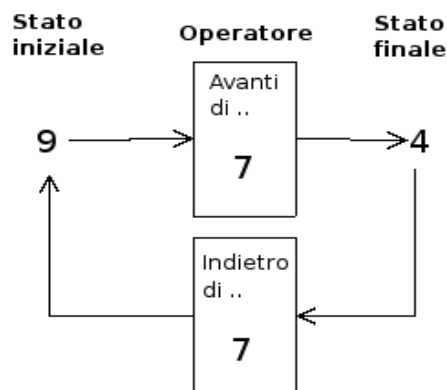 Stato
iniziale
Operatore
Stato
finale
Avanti
di ..
7
9
4
Indietro
di ..
7